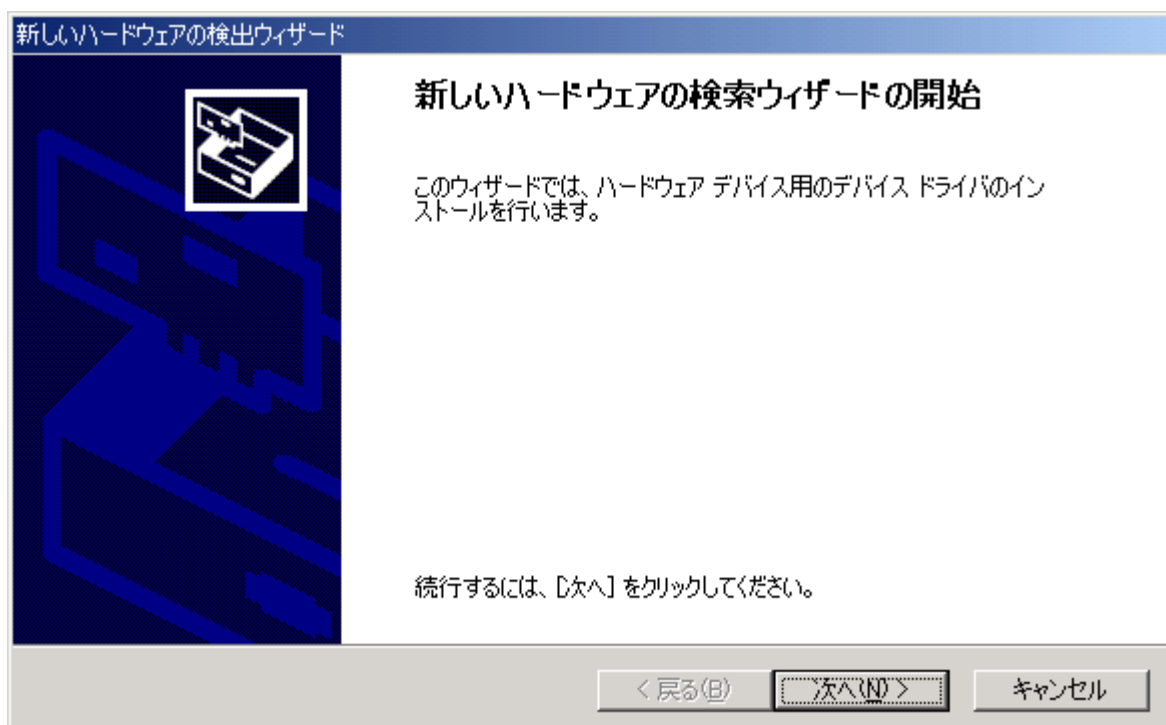 新しいハードウェアの検出ウィザード
新しいハードウェアの検索ウィザードの開始
このウィザードでは、ハードウェア デバイス用のデバイス ドライバのイン
ストールを行います。
続行するには、[次へ] をクリックしてください。
< 戻る(B)
次へ(N) >
キャンセル